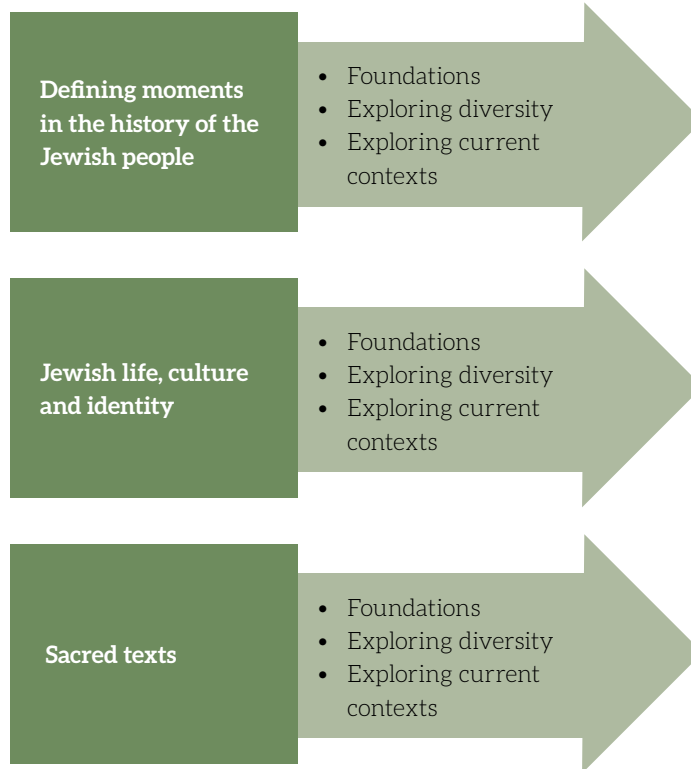 Defining moments
in the history of the
Jewish people
• Foundations
• Exploring diversity
• Exploring current
contexts
Jewish life, culture
and identity
• Foundations
• Exploring diversity
• Exploring current
contexts
Sacred texts
• Foundations
• Exploring diversity
• Exploring current
contexts